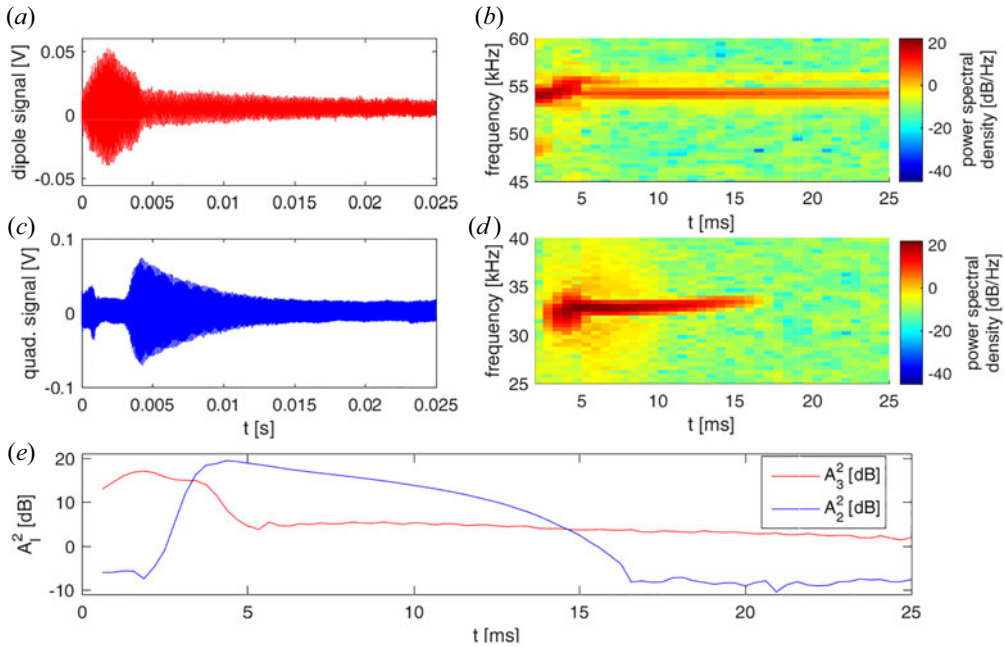 (a)
dipole signal [V]
0.05
0
-0.05
0 0.005 0.01 0.015 0.02 0.025
(b)
frequency [kHz]
60
55
50
45
5 10 15 20 25
t [ms]
20
0
-20
-40
power spectral
density [dB/Hz]
(c)
quad. signal [V]
0.1
0
-0.1
0 0.005 0.01 0.015 0.02 0.025
t [s]
(d)
frequency [kHz]
40
35
30
25
5 10 15 20 25
t [ms]
20
0
-20
-40
power spectral
density [dB/Hz]
(e)
A_l^2 [dB]
20
10
0
-10
0 5 10 15 20 25
t [ms]
A_3^2 [dB]
A_2^2 [dB]